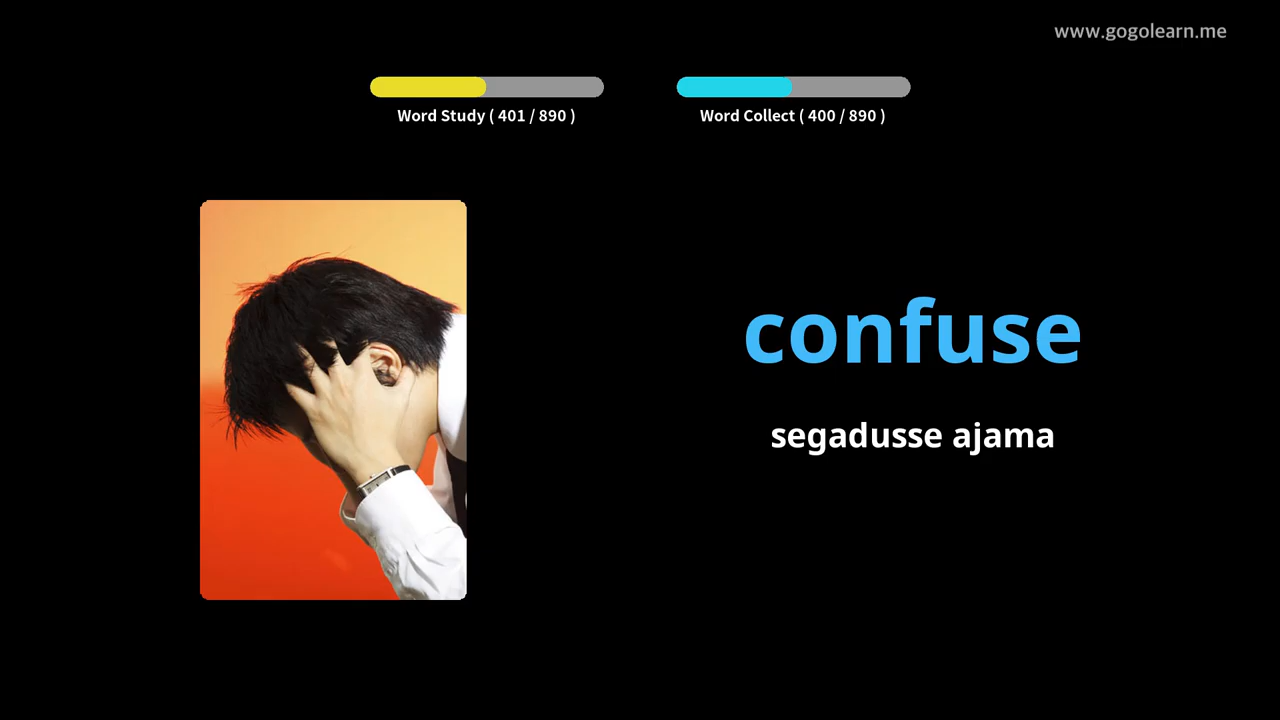 www.gogolearn.me
Word Study ( 401 / 890 )
Word Collect ( 400 / 890 )
confuse
segadusse ajama